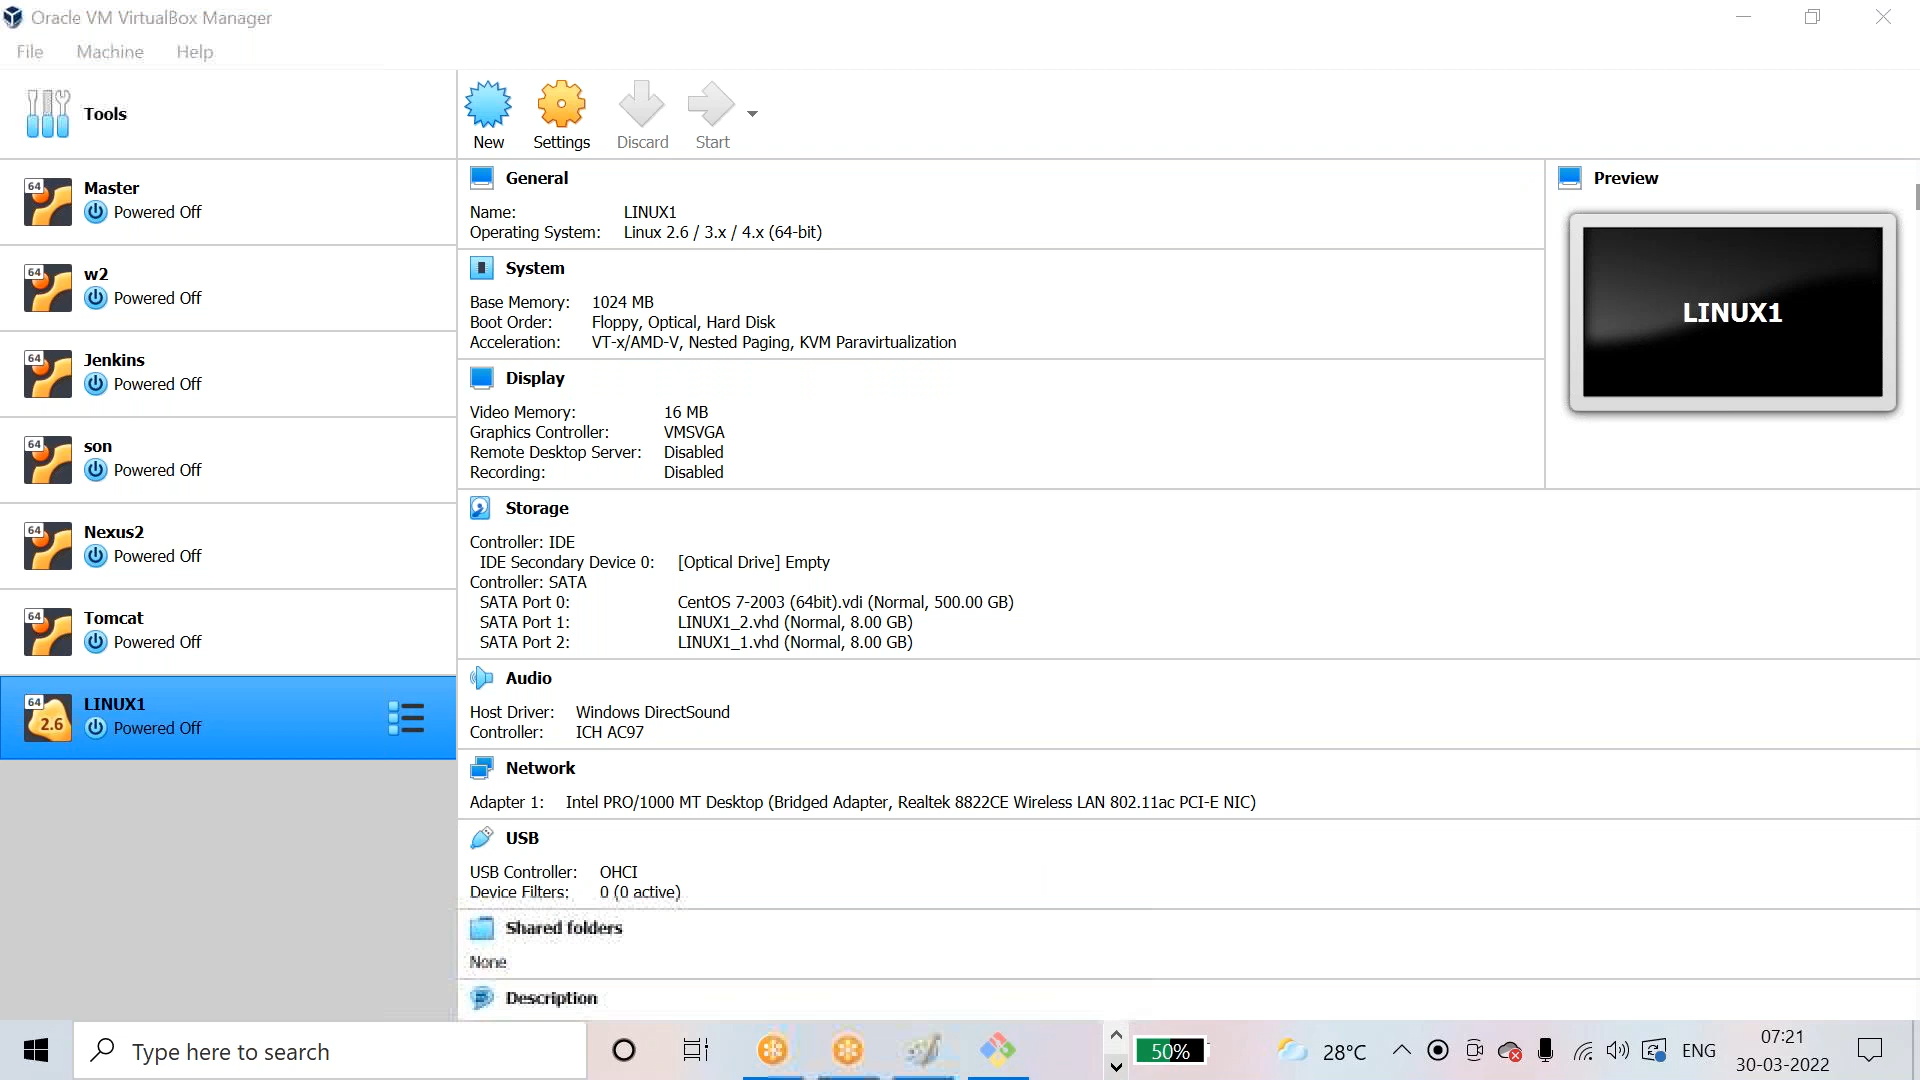 Oracle VM VirtualBox Manager
File Machine Help
Tools
New Settings Discard Start
64 Master
Powered Off
64 w2
Powered Off
64 Jenkins
Powered Off
64 son
Powered Off
64 Nexus2
Powered Off
64 Tomcat
Powered Off
64 2.6 LINUX1
Powered Off
General
Name: LINUX1
Operating System: Linux 2.6 / 3.x / 4.x (64-bit)
System
Base Memory: 1024 MB
Boot Order: Floppy, Optical, Hard Disk
Acceleration: VT-x/AMD-V, Nested Paging, KVM Paravirtualization
Display
Video Memory: 16 MB
Graphics Controller: VMSVGA
Remote Desktop Server: Disabled
Recording: Disabled
Preview
LINUX1
Storage
Controller: IDE
IDE Secondary Device 0: [Optical Drive] Empty
Controller: SATA
SATA Port 0: CentOS 7-2003 (64bit).vdi (Normal, 500.00 GB)
SATA Port 1: LINUX1_2.vhd (Normal, 8.00 GB)
SATA Port 2: LINUX1_1.vhd (Normal, 8.00 GB)
Audio
Host Driver: Windows DirectSound
Controller: ICH AC97
Network
Adapter 1: Intel PRO/1000 MT Desktop (Bridged Adapter, Realtek 8822CE Wireless LAN 802.11ac PCI-E NIC)
USB
USB Controller: OHCI
Device Filters: 0 (0 active)
Shared folders
None
Description
Type here to search
50%
28°C
ENG
07:21
30-03-2022